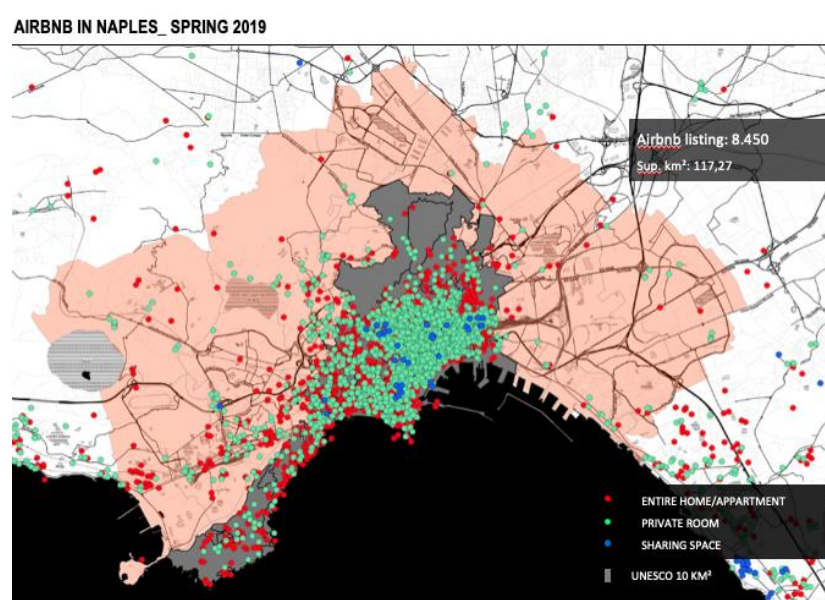 AIRBNB IN NAPLES_ SPRING 2019
Airbnb listing: 8.450
Sup. km²: 117,27
ENTIRE HOME/APPARTMENT
PRIVATE ROOM
SHARING SPACE
UNESCO 10 KM²